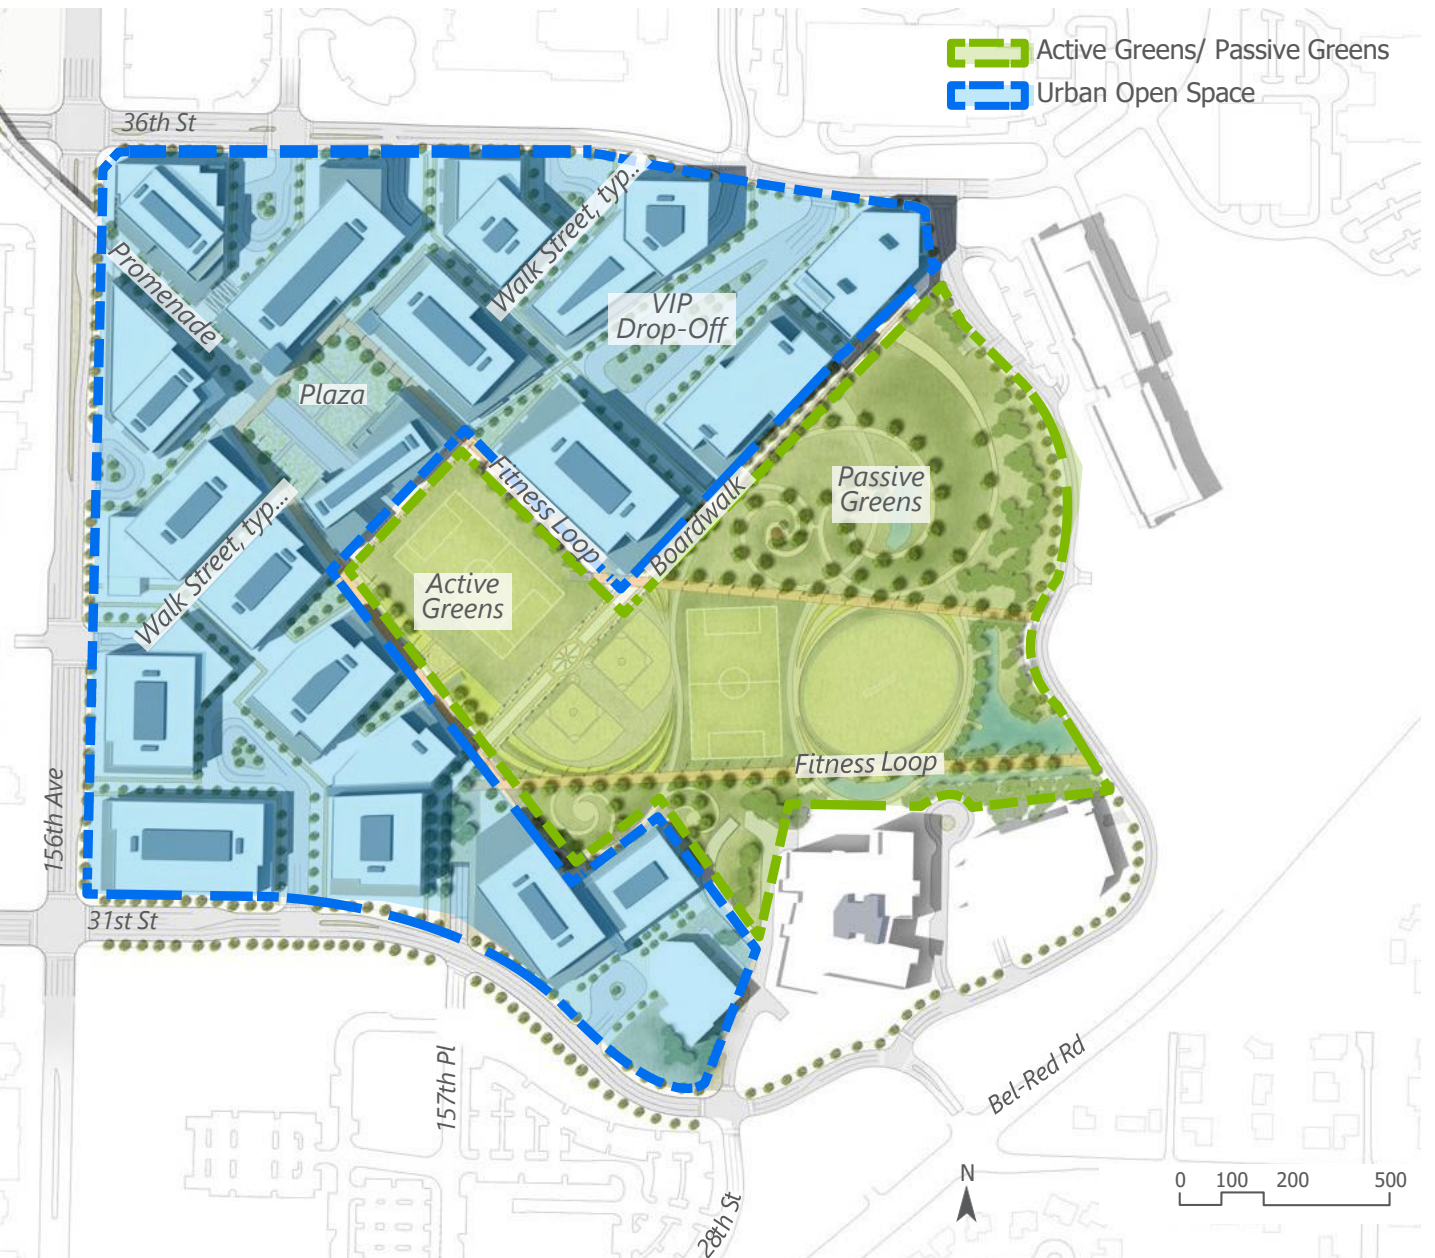 Active Greens/ Passive Greens
Urban Open Space
36th St
Promenade
Walk Street, typ..
VIP
Drop-Off
Plaza
Fitness Loop
Boardwalk
Passive
Greens
Walk Street, typ...
Active
Greens
Fitness Loop
156th Ave
31st St
157th Pl
Bel-Red Rd
28th St
N
0 100 200 500